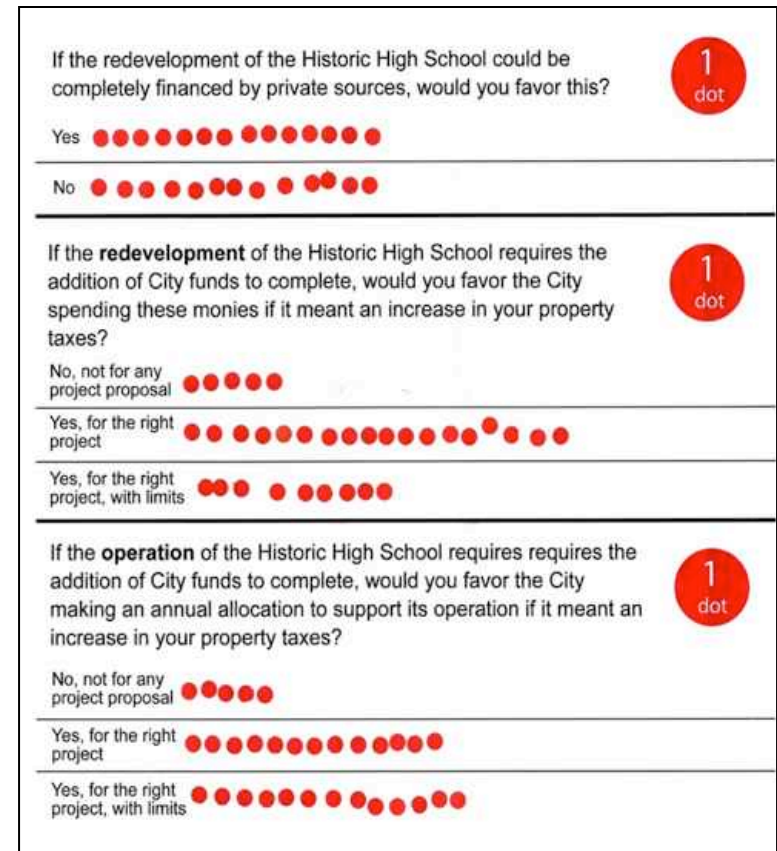 If the redevelopment of the Historic High School could be
completely financed by private sources, would you favor this?
1
dot
Yes
No
If the redevelopment of the Historic High School requires the
addition of City funds to complete, would you favor the City
spending these monies if it meant an increase in your property
taxes?
1
dot
No, not for any
project proposal
Yes, for the right
project
Yes, for the right
project, with limits
If the operation of the Historic High School requires requires the
addition of City funds to complete, would you favor the City
making an annual allocation to support its operation if it meant an
increase in your property taxes?
1
dot
No, not for any
project proposal
Yes, for the right
project
Yes, for the right
project, with limits